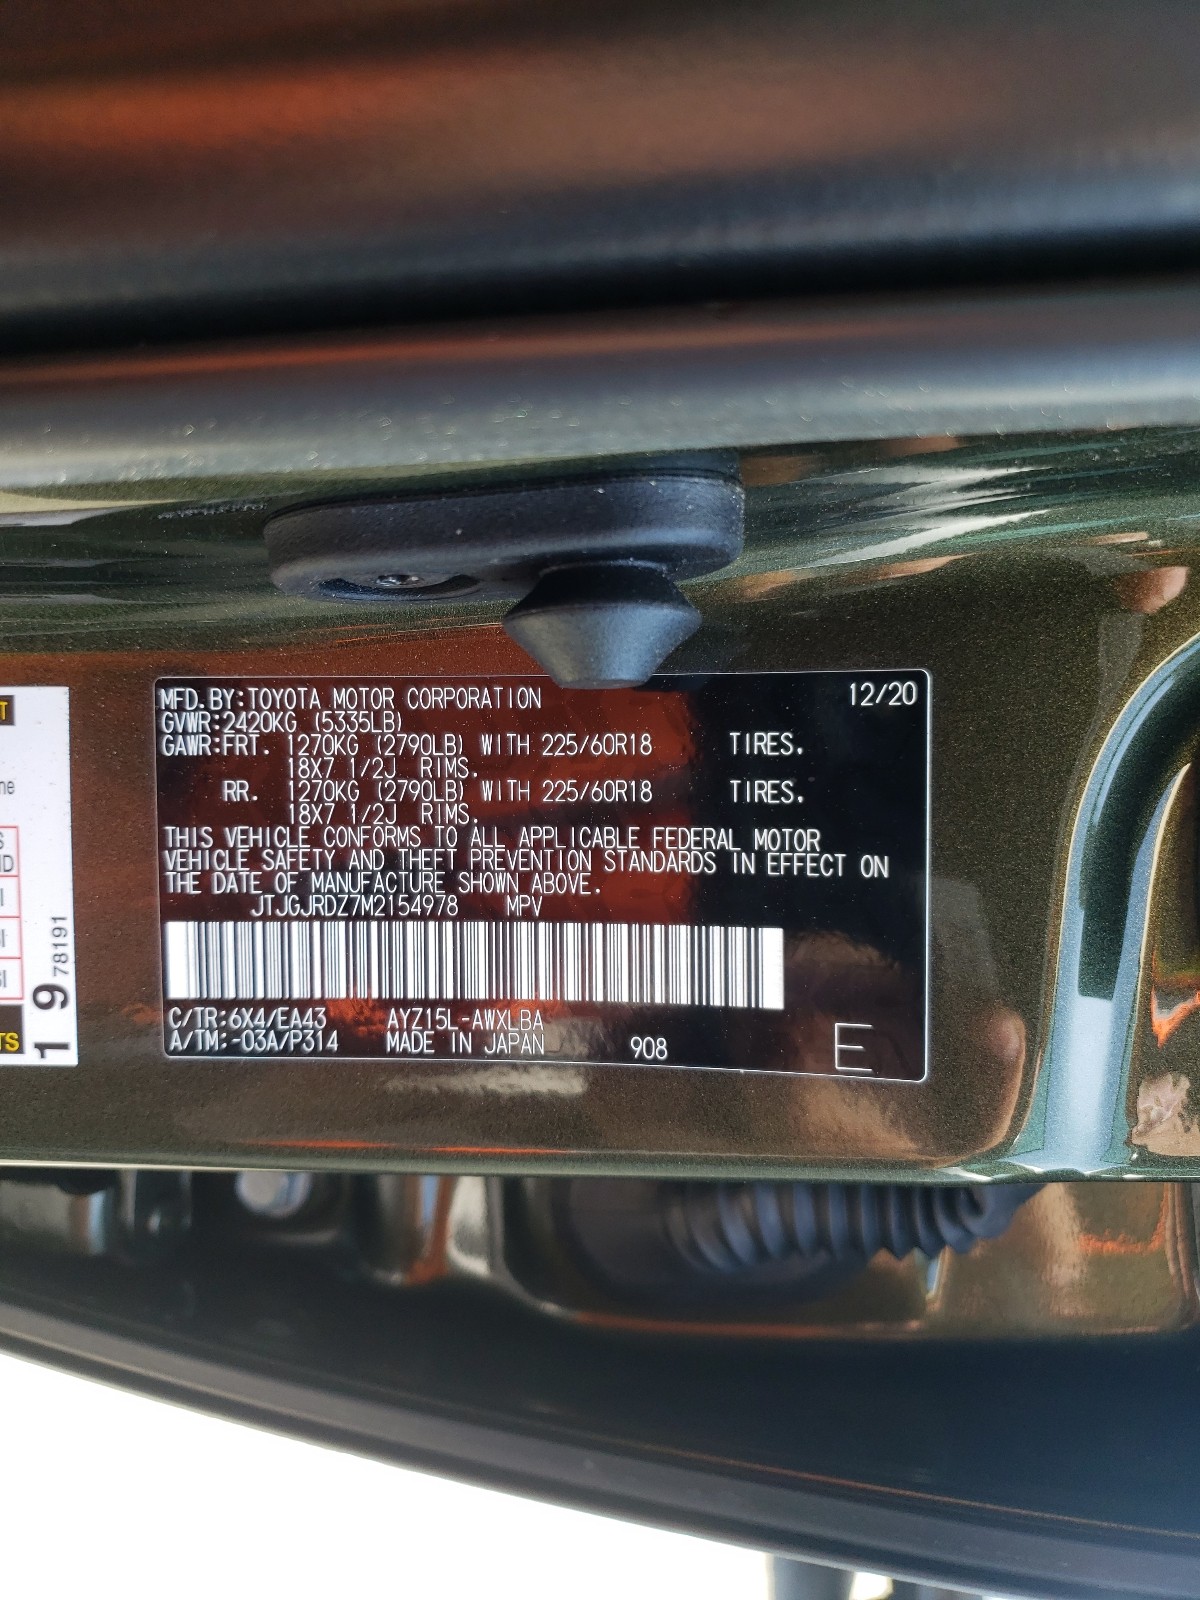 MFD.BY:TOYOTA MOTOR CORPORATION 12/20
GVWR:2420KG (5335LB)
GAWR:FRT. 1270KG (2790LB) WITH 225/60R18 TIRES.
18X7 1/2J RIMS.
RR. 1270KG (2790LB) WITH 225/60R18 TIRES.
18X7 1/2J RIMS.
THIS VEHICLE CONFORMS TO ALL APPLICABLE FEDERAL MOTOR
VEHICLE SAFETY AND THEFT PREVENTION STANDARDS IN EFFECT ON
THE DATE OF MANUFACTURE SHOWN ABOVE.
JTJGJRDZ7M2154978 MPV
C/TR:6X4/EA43 AYZ15L-AWXLBA
A/TM:-03A/P314 MADE IN JAPAN 908 E
19 78191